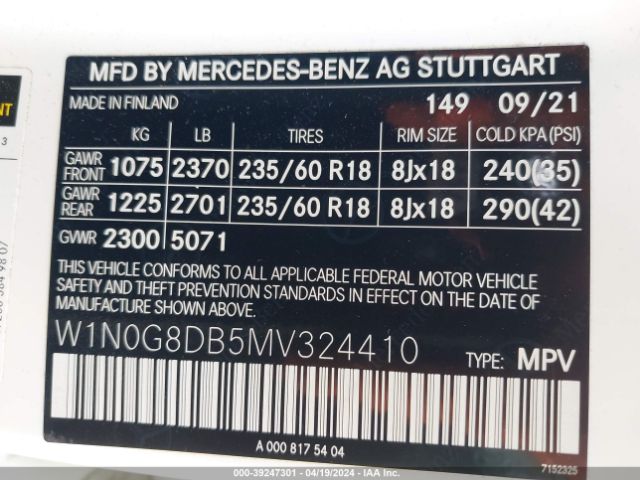 MFD BY MERCEDES-BENZ AG STUTTGART
MADE IN FINLAND 149 09/21
KG LB TIRES RIM SIZE COLD KPA (PSI)
GAWR FRONT 1075 2370 235/60 R18 8Jx18 240(35)
GAWR REAR 1225 2701 235/60 R18 8Jx18 290(42)
GVWR 2300 5071
THIS VEHICLE CONFORMS TO ALL APPLICABLE FEDERAL MOTOR VEHICLE
SAFETY AND THEFT PREVENTION STANDARDS IN EFFECT ON THE DATE OF
MANUFACTURE SHOWN ABOVE.
W1N0G8DB5MV324410 TYPE: MPV
A 000 817 54 04
7152325
000-39247301 - 04/19/2024 - IAA Inc.